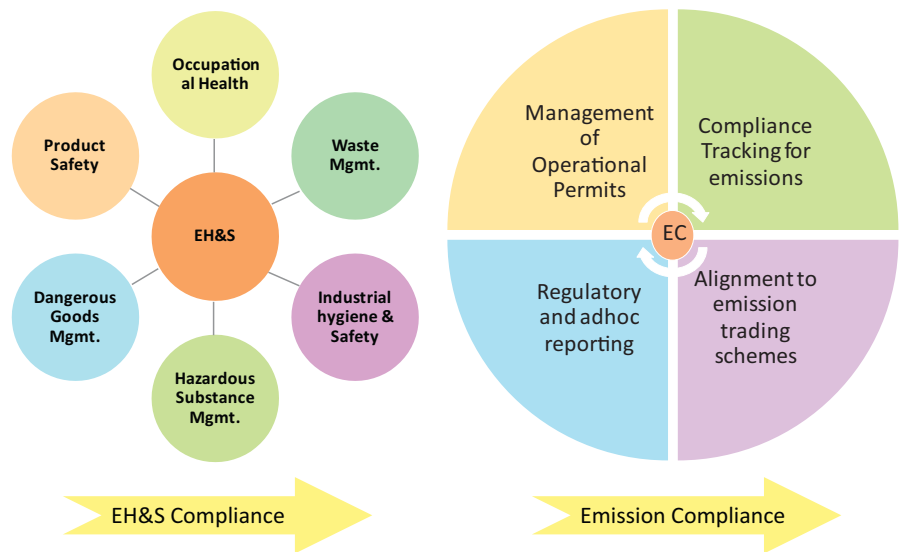 Occupation
al Health
Product
Safety
Waste
Mgmt.
EH&S
Dangerous
Goods
Mgmt.
Industrial
hygiene &
Safety
Hazardous
Substance
Mgmt.
EH&S Compliance
Management
of
Operational
Permits
Compliance
Tracking for
emissions
EC
Regulatory
and adhoc
reporting
Alignment to
emission
trading
schemes
Emission Compliance